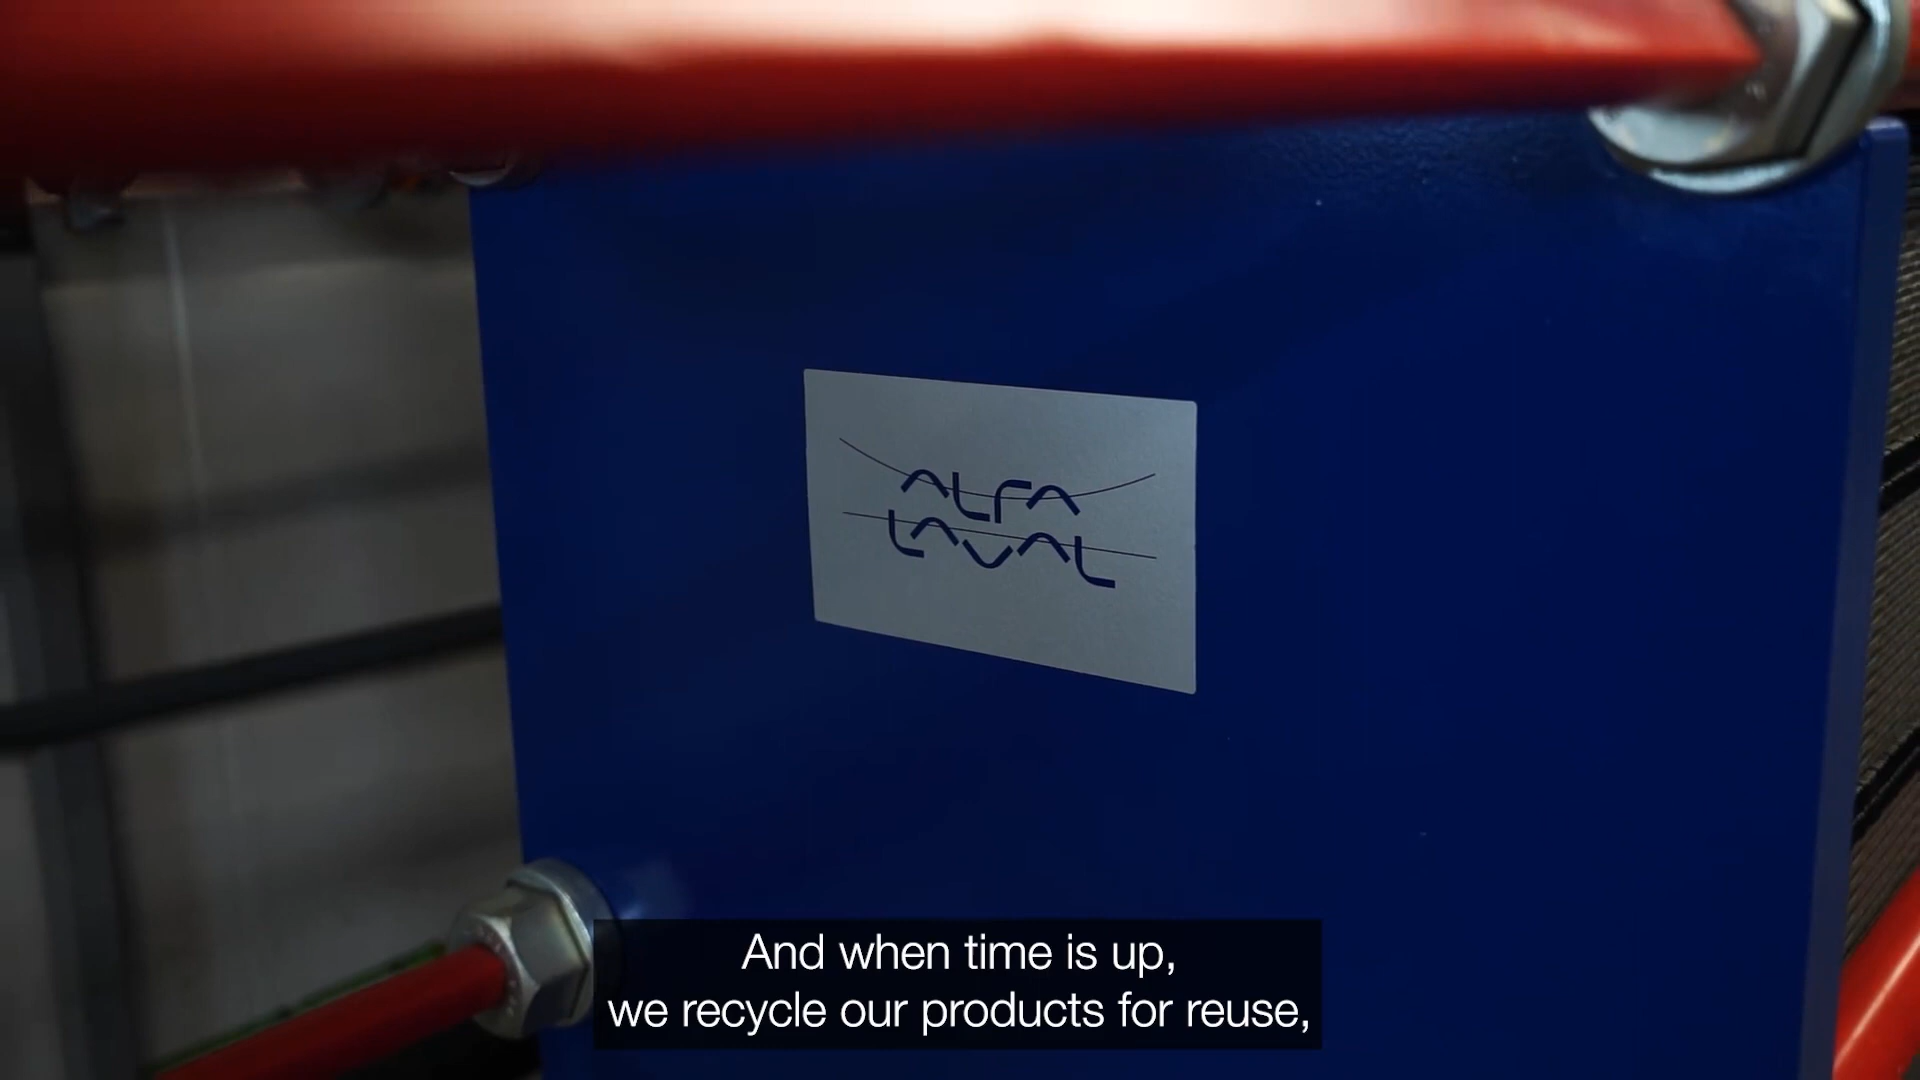 ALFA
LAVAL
And when time is up,
we recycle our products for reuse,